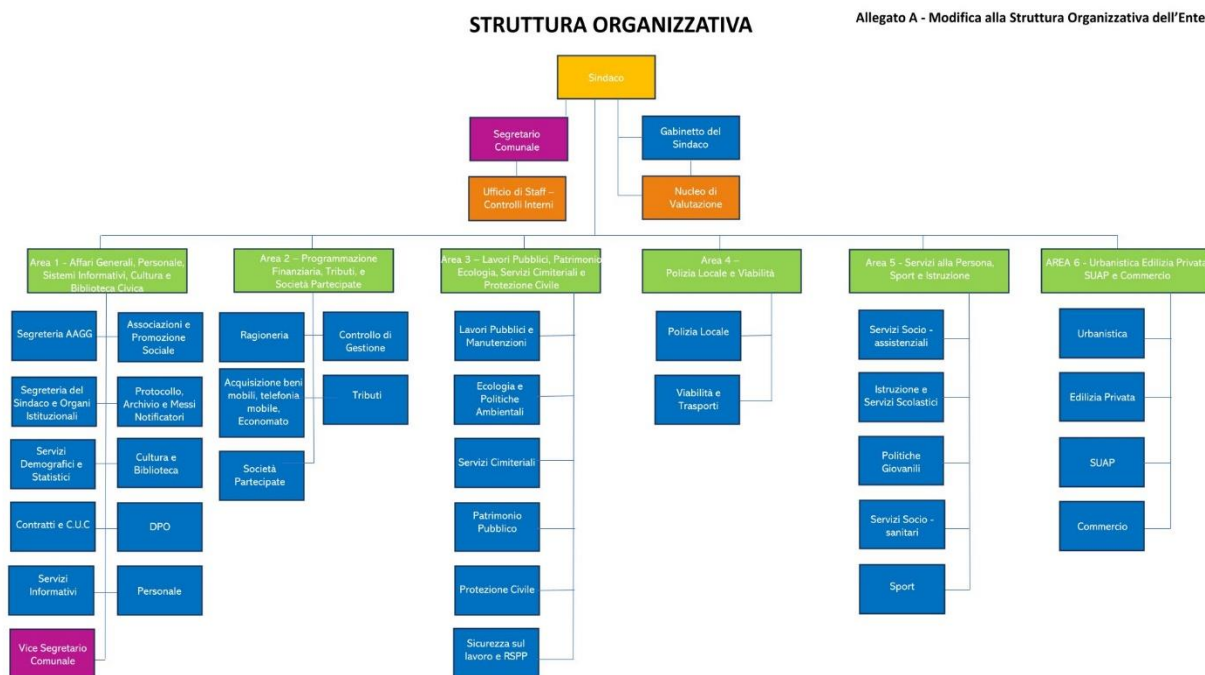 STRUTTURA ORGANIZZATIVA
Allegato A - Modifica alla Struttura Organizzativa dell'Ente
Sindaco
Segretario
Comunale
Gabinetto del
Sindaco
Ufficio di Staff –
Controlli Interni
Nucleo di
Valutazione
Area 1 - Affari Generali, Personale,
Sistemi Informativi, Cultura e
Biblioteca Civica
Area 2 – Programmazione
Finanziaria, Tributi, e
Società Partecipate
Area 3 – Lavori Pubblici, Patrimonio
Ecologia, Servizi Cimiteriali e
Protezione Civile
Area 4 –
Polizia Locale e Viabilità
Area 5 - Servizi alla Persona,
Sport e Istruzione
AREA 6 - Urbanistica Edilizia Privata
SUAP e Commercio
Segreteria AAGG
Associazioni e
Promozione
Sociale
Segreteria del
Sindaco e Organi
Istituzionali
Protocollo,
Archivio e Messi
Notificatori
Servizi
Demografici e
Statistici
Cultura e
Biblioteca
Contratti e C.U.C
DPO
Servizi
Informativi
Personale
Vice Segretario
Comunale
Ragioneria
Controllo di
Gestione
Acquisizione beni
mobili, telefonia
mobile,
Economato
Tributi
Società
Partecipate
Lavori Pubblici e
Manutenzioni
Ecologia e
Politiche
Ambientali
Servizi Cimiteriali
Patrimonio
Pubblico
Protezione Civile
Sicurezza sul
lavoro e RSPP
Polizia Locale
Viabilità e
Trasporti
Servizi Socio -
assistenziali
Istruzione e
Servizi Scolastici
Politiche
Giovanili
Servizi Socio -
sanitari
Sport
Urbanistica
Edilizia Privata
SUAP
Commercio